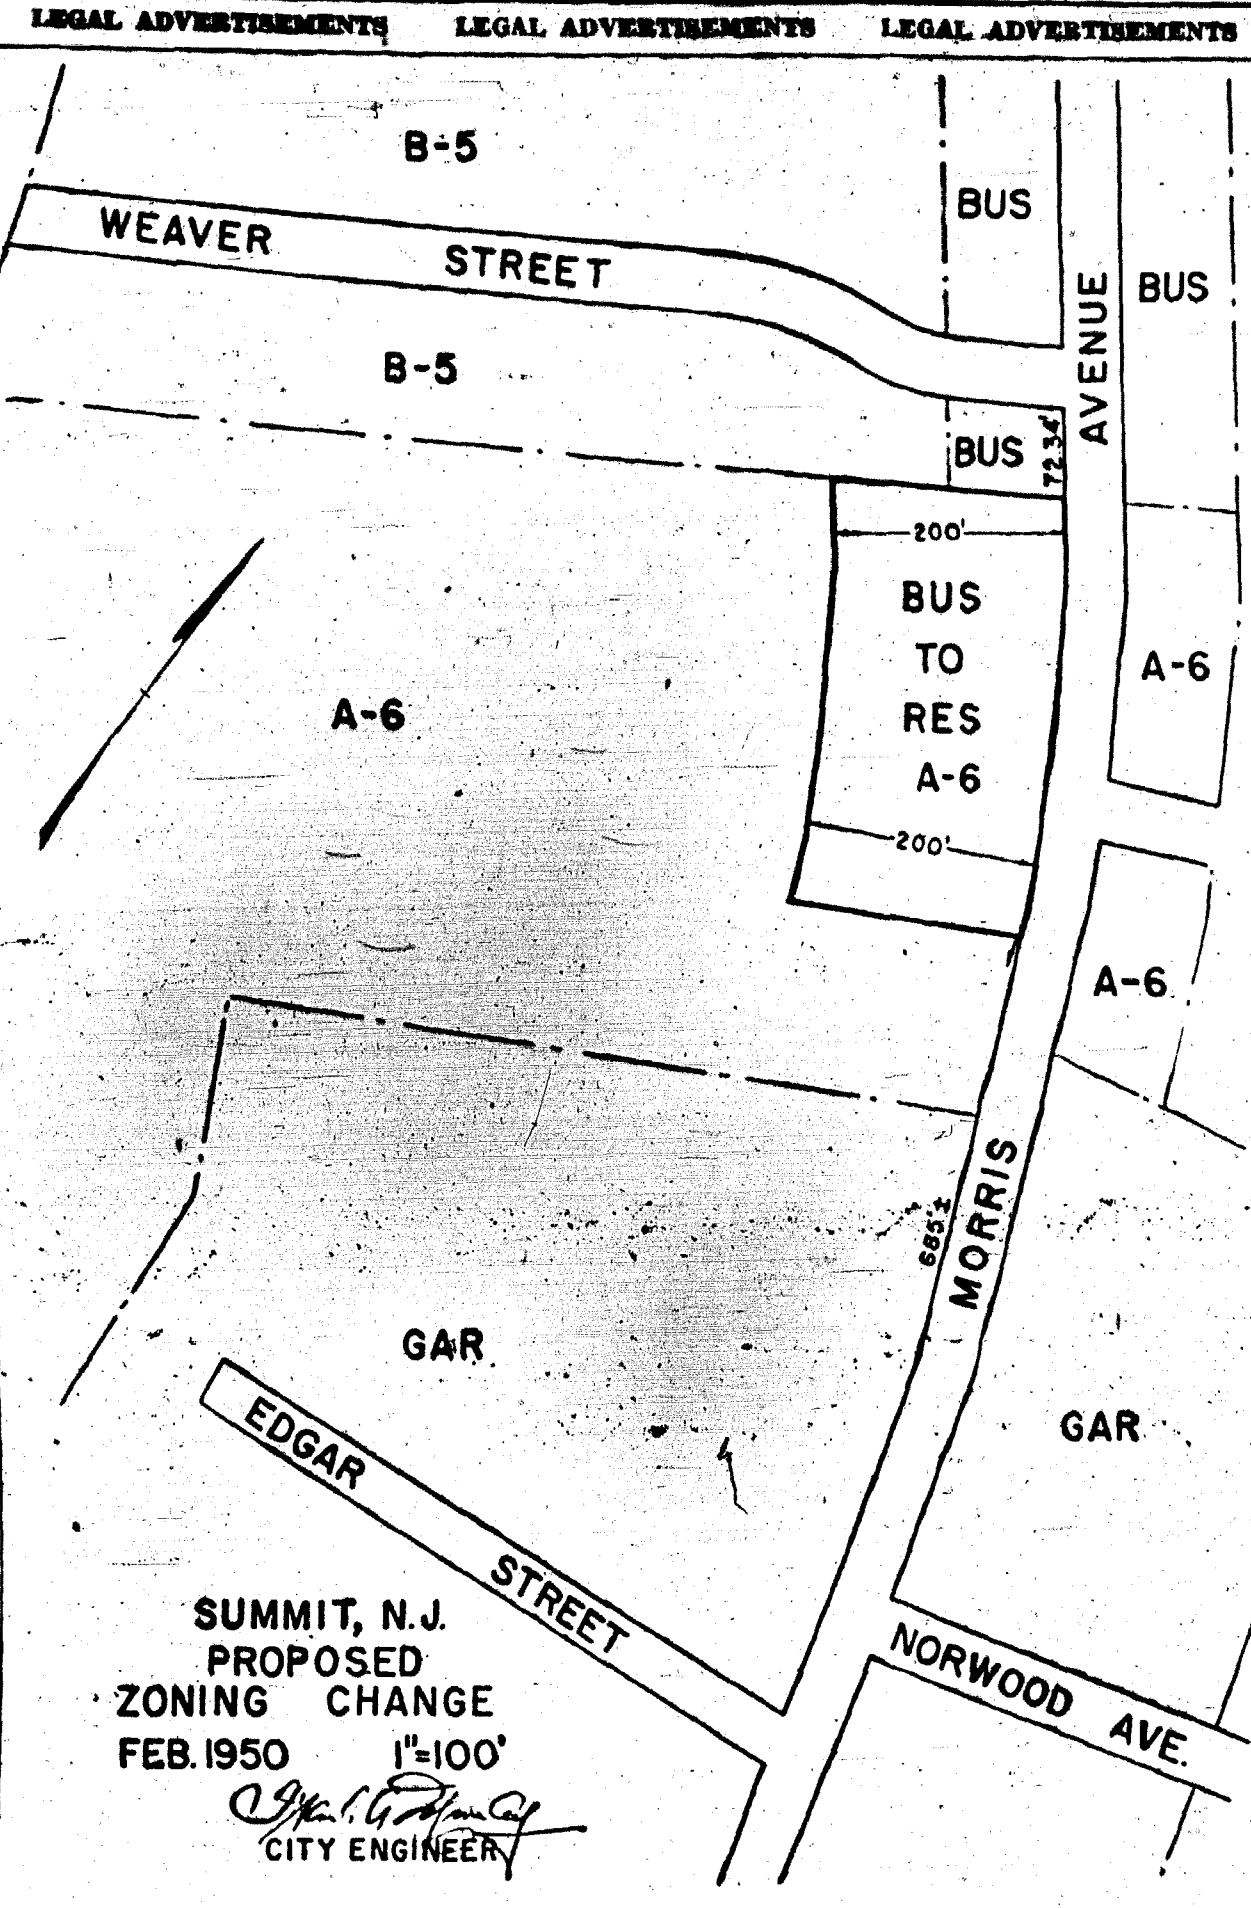 LEGAL ADVERTISEMENTS LEGAL ADVERTISEMENTS LEGAL ADVERTISEMENTS
B-5
BUS
WEAVER STREET
BUS
AVENUE
B-5
BUS
72.34'
200'
BUS
TO
RES
A-6
A-6
A-6
200'
A-6
MORRIS
685'±
GAR
GAR
EDGAR STREET
NORWOOD AVE.
SUMMIT, N.J.
PROPOSED
ZONING CHANGE
FEB. 1950 1"=100'
CITY ENGINEER